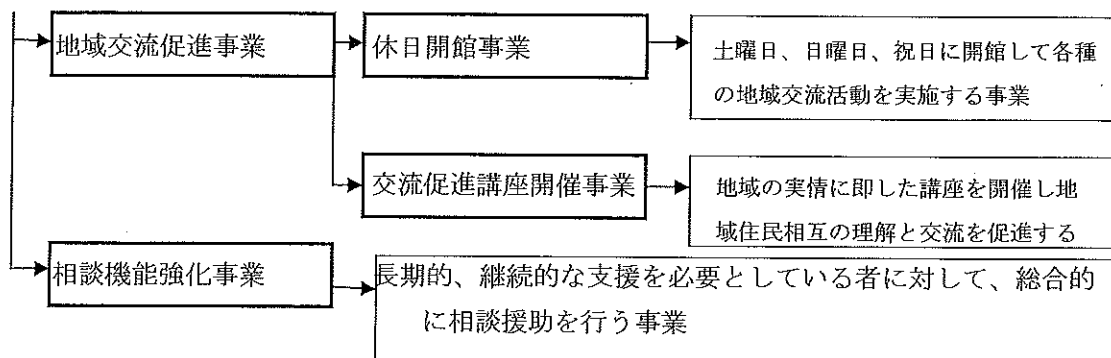 地域交流促進事業
休日開館事業
土曜日、日曜日、祝日に開館して各種
の地域交流活動を実施する事業
交流促進講座開催事業
地域の実情に即した講座を開催し地
域住民相互の理解と交流を促進する
相談機能強化事業
長期的、継続的な支援を必要としている者に対して、総合的
に相談援助を行う事業